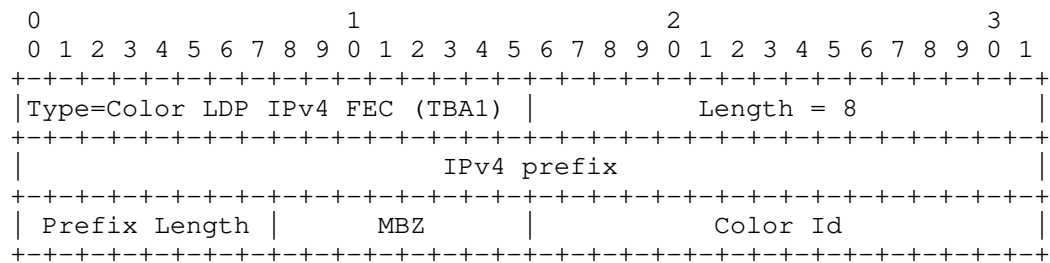 0                   1                   2                   3
 0 1 2 3 4 5 6 7 8 9 0 1 2 3 4 5 6 7 8 9 0 1 2 3 4 5 6 7 8 9 0 1
+-+-+-+-+-+-+-+-+-+-+-+-+-+-+-+-+-+-+-+-+-+-+-+-+-+-+-+-+-+-+-+-+
|Type=Color LDP IPv4 FEC (TBA1) |          Length = 8           |
+-+-+-+-+-+-+-+-+-+-+-+-+-+-+-+-+-+-+-+-+-+-+-+-+-+-+-+-+-+-+-+-+
|                          IPv4 prefix                          |
+-+-+-+-+-+-+-+-+-+-+-+-+-+-+-+-+-+-+-+-+-+-+-+-+-+-+-+-+-+-+-+-+
| Prefix Length |      MBZ      |           Color Id            |
+-+-+-+-+-+-+-+-+-+-+-+-+-+-+-+-+-+-+-+-+-+-+-+-+-+-+-+-+-+-+-+-+